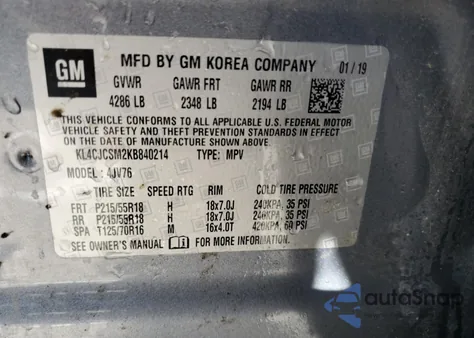 GM
MFD BY GM KOREA COMPANY 01/19
GVWR GAWR FRT GAWR RR
4286 LB 2348 LB 2194 LB
THIS VEHICLE CONFORMS TO ALL APPLICABLE U.S. FEDERAL MOTOR
VEHICLE SAFETY, BUMPER, AND THEFT PREVENTION STANDARDS IN EFFECT
ON THE DATE OF MANUFACTURE SHOWN ABOVE.
KL4CJCSM2KB840214 TYPE: MPV
MODEL: 4JV76
TIRE SIZE SPEED RTG RIM COLD TIRE PRESSURE
FRT P215/55R18 H 18x7.0J 240KPA, 35 PSI
RR P215/55R18 H 18x7.0J 240KPA, 35 PSI
SPA T125/70R16 M 16x4.0T 420KPA, 60 PSI
SEE OWNER'S MANUAL FOR MORE INFORMATION.
autoSnap